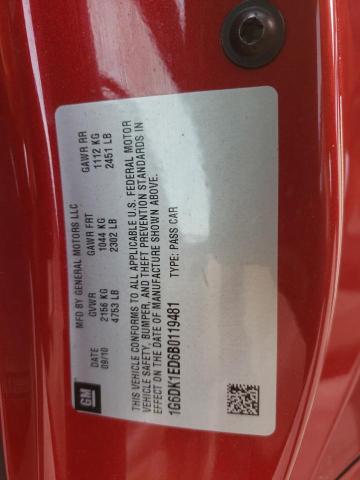 GM
MFD BY GENERAL MOTORS LLC
DATE GVWR GAWR FRT GAWR RR
09/10 2156 KG 1044 KG 1112 KG
4753 LB 2302 LB 2451 LB
THIS VEHICLE CONFORMS TO ALL APPLICABLE U.S. FEDERAL MOTOR
VEHICLE SAFETY, BUMPER, AND THEFT PREVENTION STANDARDS IN
EFFECT ON THE DATE OF MANUFACTURE SHOWN ABOVE.
1G6DK1ED6B0119481 TYPE: PASS CAR